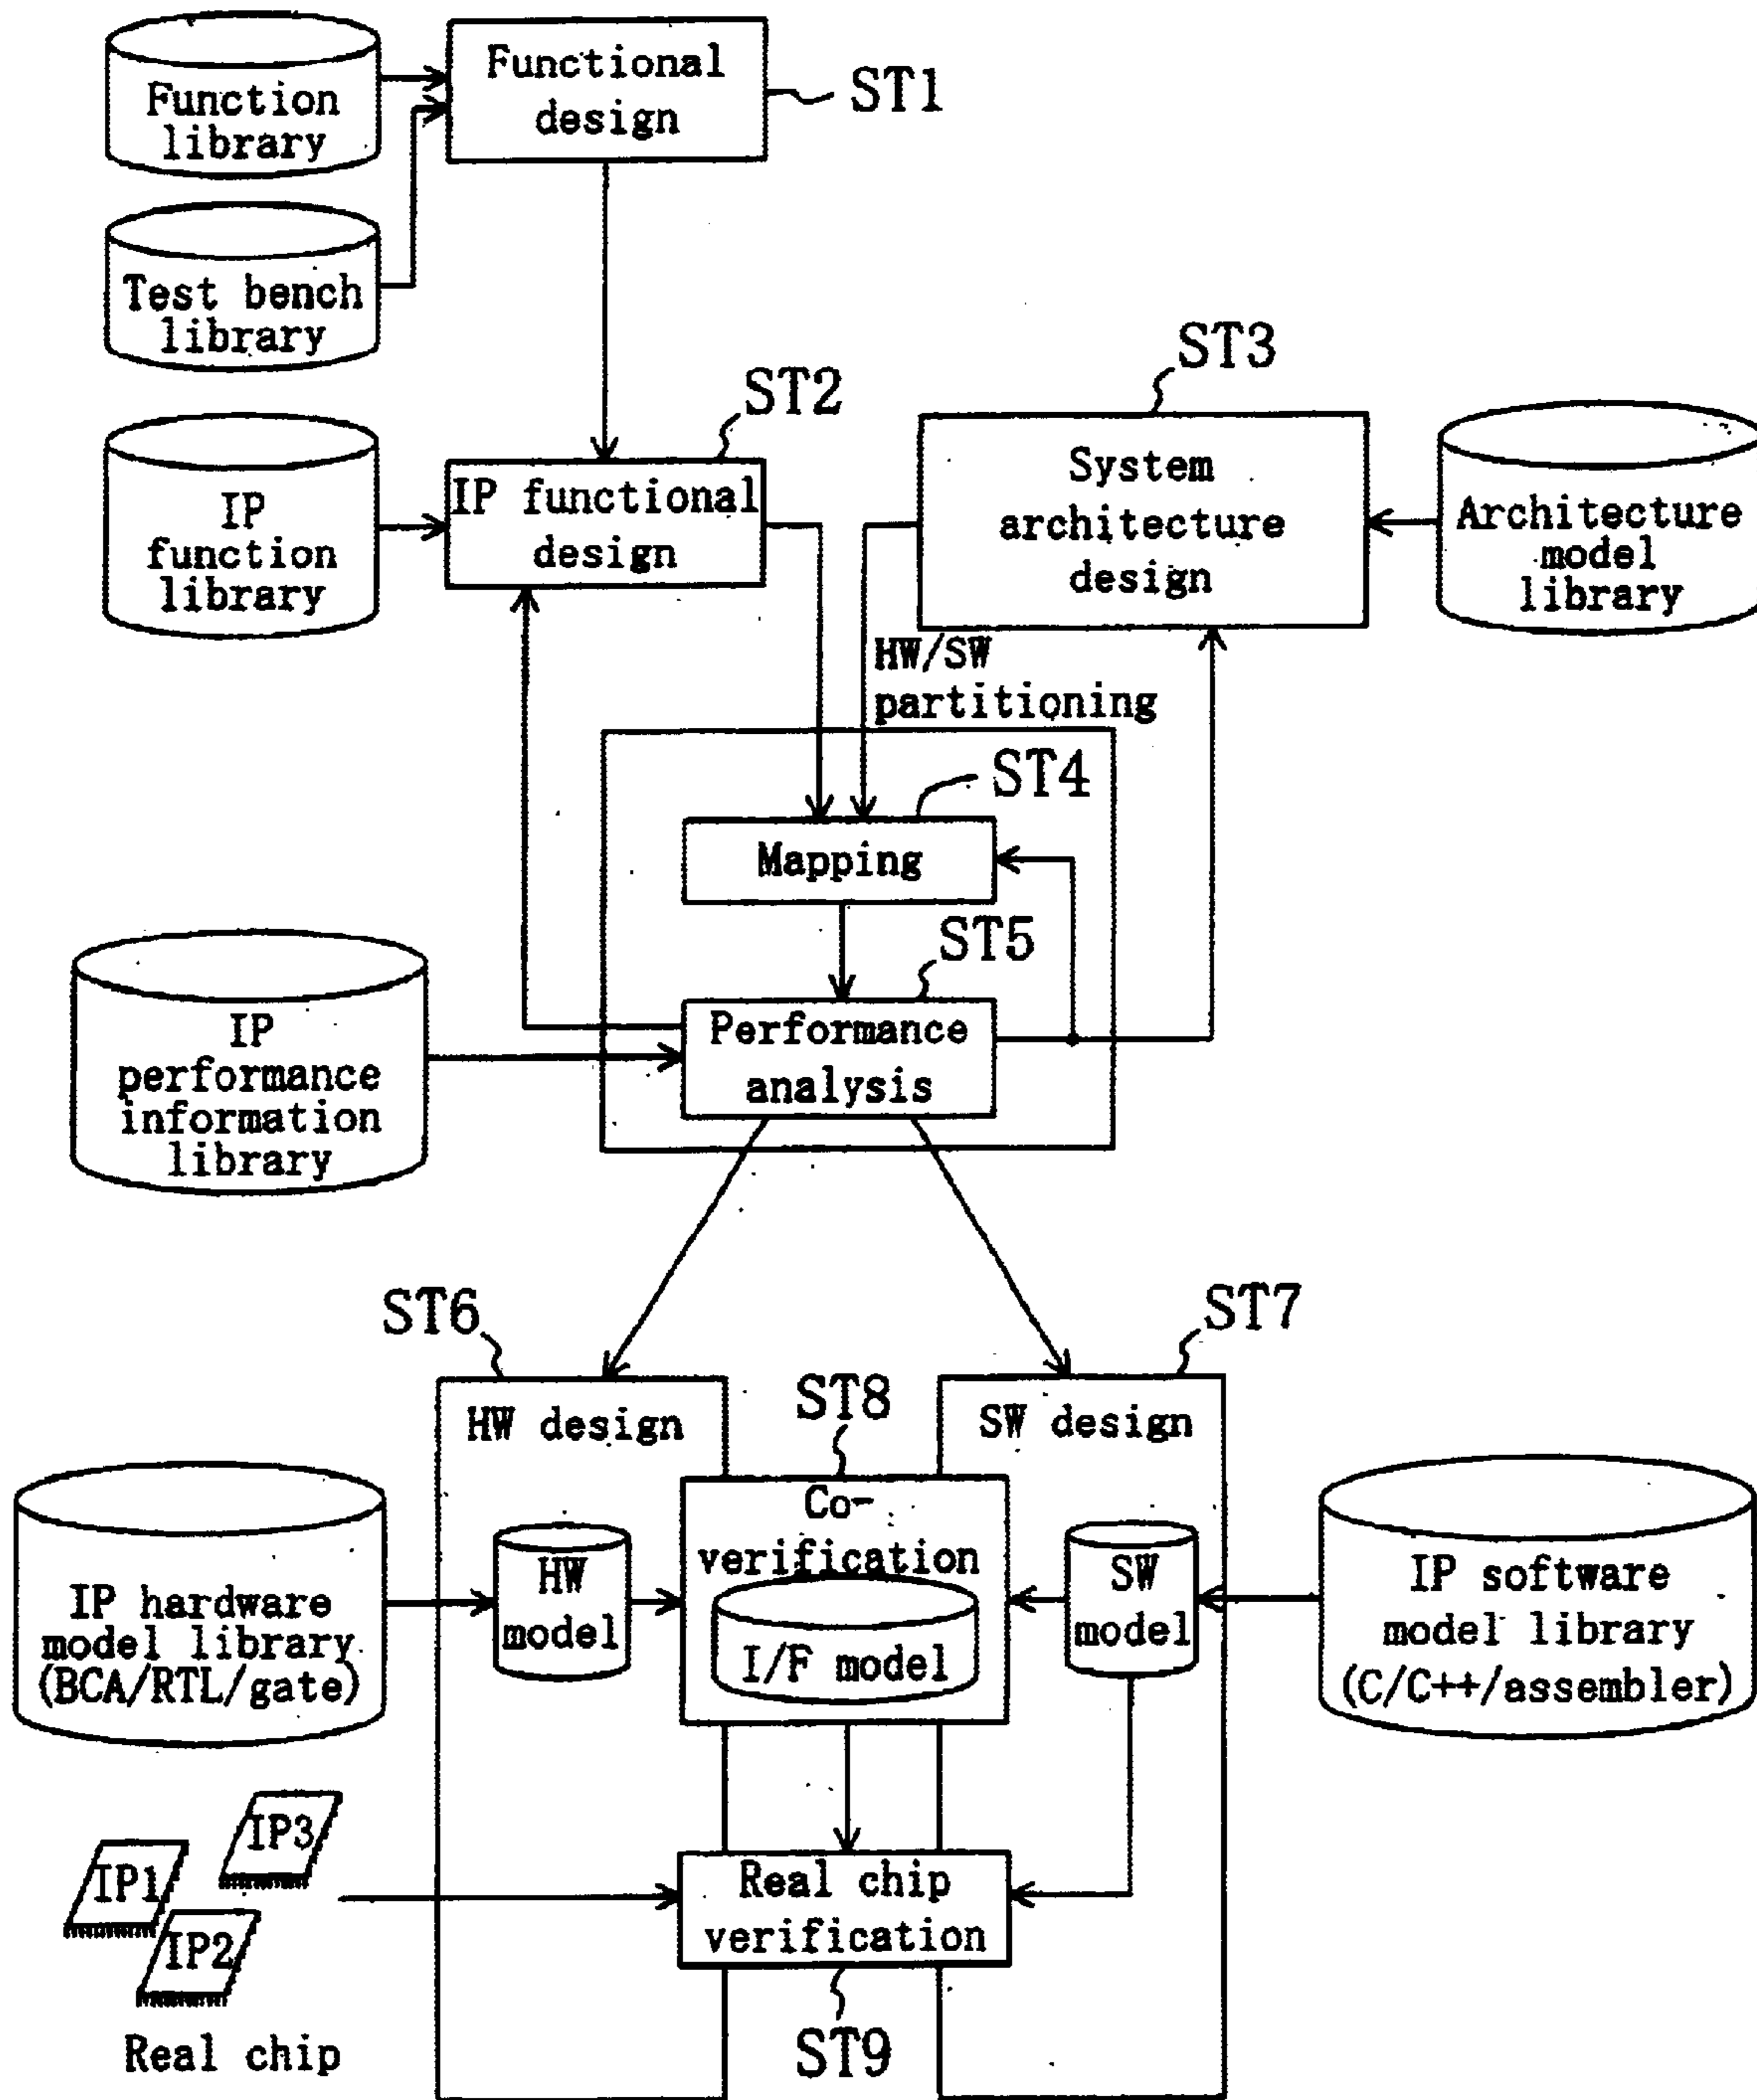 Function
library
Functional
design
ST1
Test bench
library
ST2
ST3
IP
function
library
IP functional
design
System
architecture
design
Architecture
model
library
HW/SW
partitioning
ST4
Mapping
ST5
IP
performance
information
library
Performance
analysis
ST6
ST7
HW design
ST8
SW design
IP hardware
model library
(BCA/RTL/gate)
HW
model
Co-
verification
I/F model
SW
model
IP software
model library
(C/C++/assembler)
IP3
IP1
IP2
Real chip
Real chip
verification
ST9